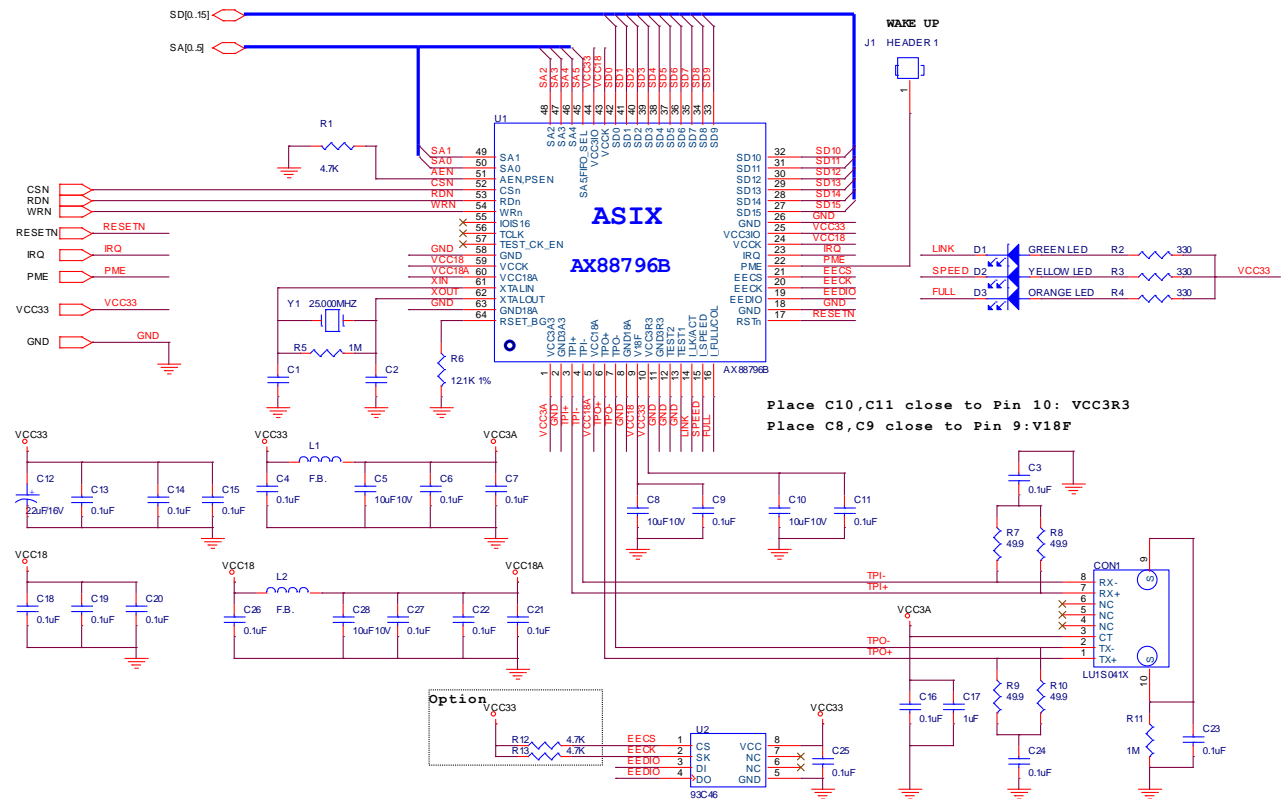 SD[0..15]
SA[0..5]
WAKE UP
J1 HEADER 1
1
SA2
SA3
SA4
SA5
VCC33
VCC18
SD0
SD1
SD2
SD3
SD4
SD5
SD6
SD7
SD8
SD9
48
47
46
45
44
43
42
41
40
39
38
37
36
35
34
33
U1
SA2
SA3
SA4
SA5,FIFO_SEL
VCC3IO
VCCK
SD0
SD1
SD2
SD3
SD4
SD5
SD6
SD7
SD8
SD9
R1
4.7K
SA1 49 SA1
SA0 50 SA0
AEN 51 AEN,PSEN
CSN 52 CSn
RDN 53 RDn
WRN 54 WRn
55 IOIS16
56 TCLK
57 TEST_CK_EN
GND 58 GND
VCC18 59 VCCK
VCC18A 60 VCC18A
XIN 61 XTALIN
XOUT 62 XTALOUT
GND 63 GND18A
64 RSET_BG
ASIX
AX88796B
SD10 32 SD10
SD11 31 SD11
SD12 30 SD12
SD13 29 SD13
SD14 28 SD14
SD15 27 SD15
GND 26 GND
VCC3IO 25 VCC33
VCCK 24 VCC18
IRQ 23 IRQ
PME 22 PME
EECS 21 EECS
EECK 20 EECK
EEDIO 19 EEDIO
GND 18 GND
RSTn 17 RESETN
CSN
RDN
WRN
RESETN RESETN
IRQ IRQ
PME PME
VCC33 VCC33
GND GND
LINK D1 GREEN LED R2 330
SPEED D2 YELLOW LED R3 330 VCC33
FULL D3 ORANGE LED R4 330
Y1 25.000MHZ
R5 1M
C1
C2
R6
12.1K 1%
VCC3A3
GND3A3
TPI+
TPI-
VCC18A
TPO+
TPO-
GND18A
V18F
VCC3R3
GND3R3
TEST2
TEST1
I_LK/ACT
I_SPEED
I_FULL/COL
AX88796B
1
2
3
4
5
6
7
8
9
10
11
12
13
14
15
16
VCC3A
GND
TPI+
TPI-
VCC18A
TPO+
TPO-
GND
VCC18
VCC33
GND
GND
GND
LINK
SPEED
FULL
Place C10,C11 close to Pin 10: VCC3R3
Place C8,C9 close to Pin 9:V18F
VCC33
C12
22uF/16V
C13
0.1uF
C14
0.1uF
C15
0.1uF
VCC33
L1
F.B.
VCC3A
C4
0.1uF
C5
10uF10V
C6
0.1uF
C7
0.1uF
C8
10uF10V
C9
0.1uF
C10
10uF10V
C11
0.1uF
C3
0.1uF
R7
49.9
R8
49.9
VCC18
C18
0.1uF
C19
0.1uF
C20
0.1uF
VCC18
L2
F.B.
VCC18A
C26
0.1uF
C28
10uF10V
C27
0.1uF
C22
0.1uF
C21
0.1uF
TPI-
TPI+
TPO-
TPO+
CON1
8 RX-
7 RX+
6 NC
5 NC
4 NC
3 CT
2 TX-
1 TX+
S 9
S 10
LU1S041X
VCC3A
C16
0.1uF
C17
1uF
R9
49.9
R10
49.9
C24
0.1uF
R11
1M
C23
0.1uF
Option
VCC33
R12 4.7K
R13 4.7K
EECS 1 CS
EECK 2 SK
EEDIO 3 DI
EEDIO 4 DO
U2
VCC 8
NC 7
NC 6
GND 5
93C46
VCC33
C25
0.1uF